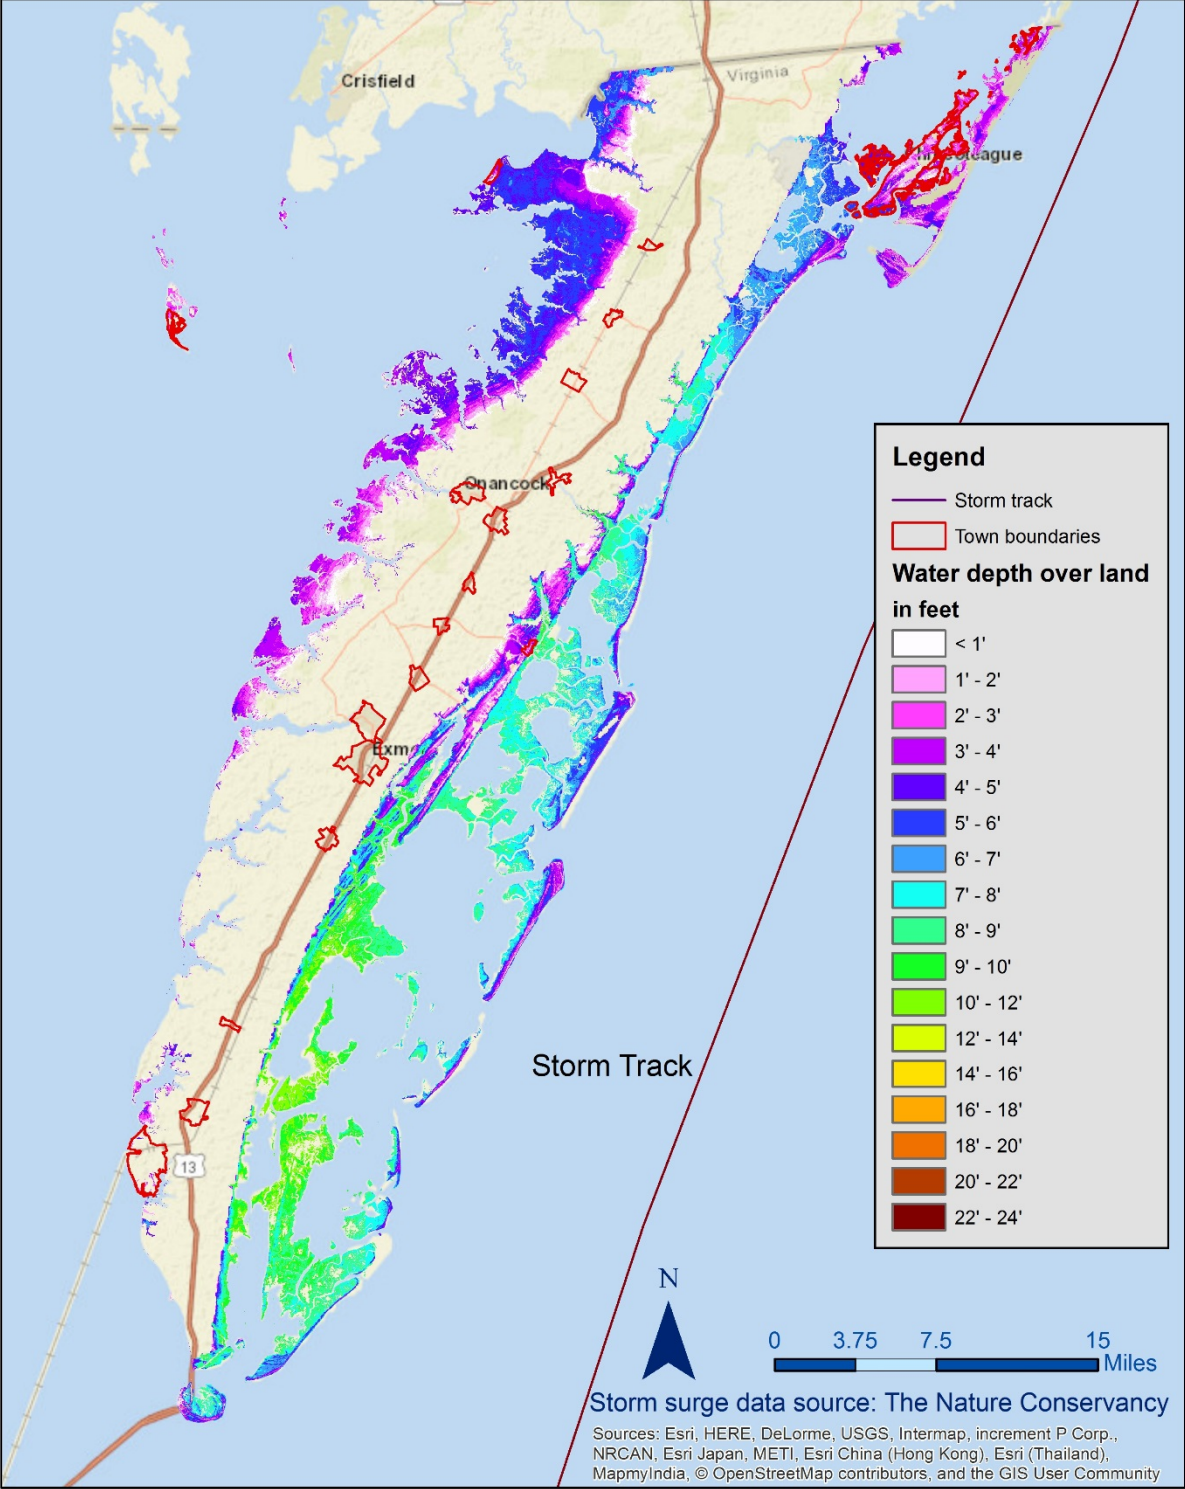 Crisfield
Virginia
Onancock
13
Storm Track
Legend
Storm track
Town boundaries
Water depth over land
in feet
< 1'
1' - 2'
2' - 3'
3' - 4'
4' - 5'
5' - 6'
6' - 7'
7' - 8'
8' - 9'
9' - 10'
10' - 12'
12' - 14'
14' - 16'
16' - 18'
18' - 20'
20' - 22'
22' - 24'
N
0 3.75 7.5 15
Miles
Storm surge data source: The Nature Conservancy
Sources: Esri, HERE, DeLorme, USGS, Intermap, increment P Corp.,
NRCAN, Esri Japan, METI, Esri China (Hong Kong), Esri (Thailand),
MapmyIndia, © OpenStreetMap contributors, and the GIS User Community